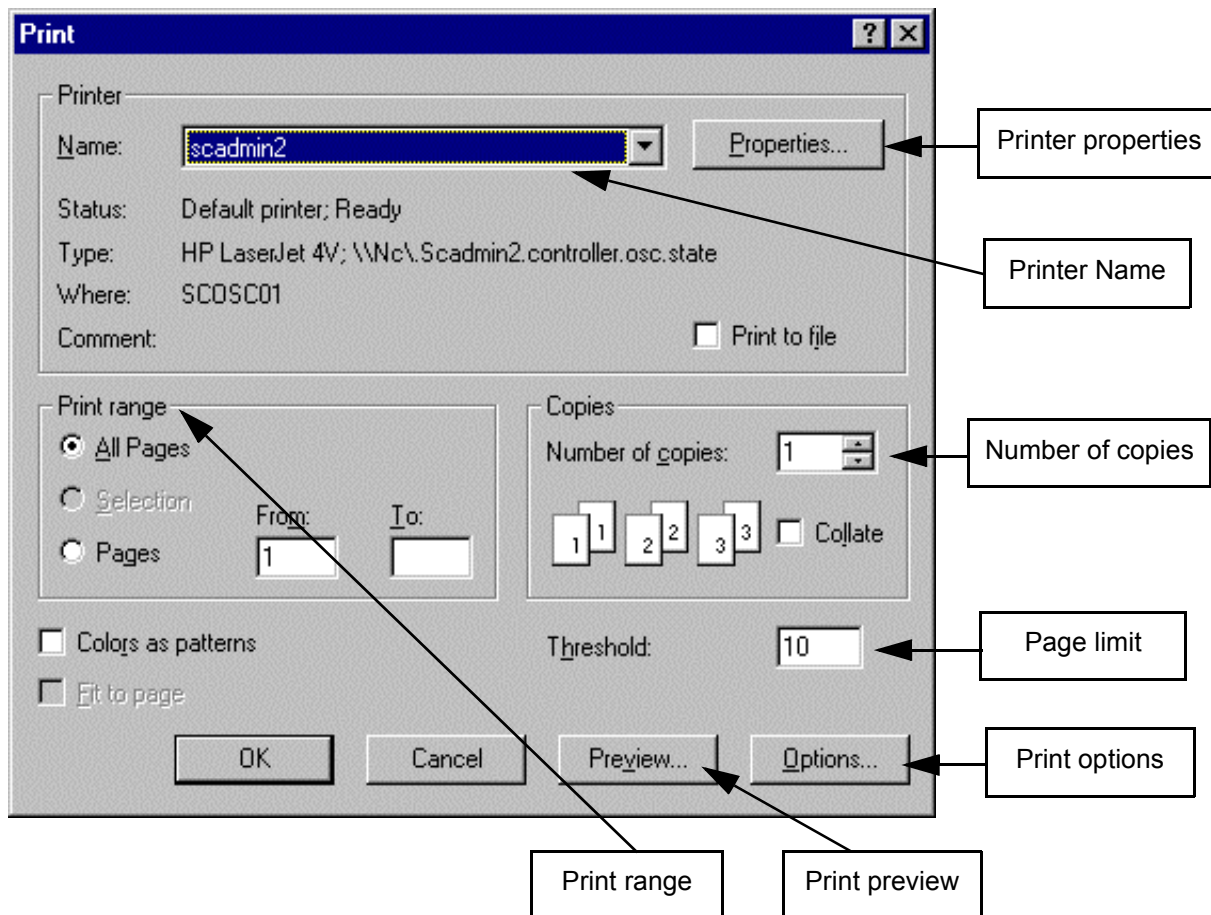 Print
Printer
Name: scadmin2 Properties...
Printer properties
Status: Default printer; Ready
Type: HP LaserJet 4V; \\Nc\.Scadmin2.controller.osc.state
Printer Name
Where: SCOSC01
Comment: Print to file
Print range
All Pages
Selection
Pages
From: To:
1
Copies
Number of copies: 1
Number of copies
1 1 2 2 3 3 Collate
Colors as patterns
Threshold: 10
Page limit
Fit to page
OK Cancel Preview... Options...
Print options
Print range
Print preview